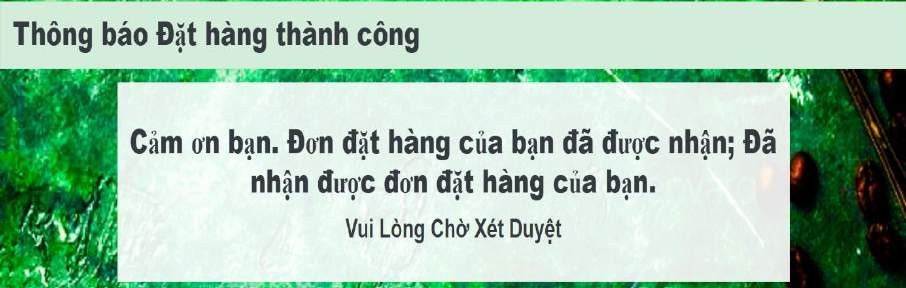 Thông báo Đặt hàng thành công
Cảm ơn bạn. Đơn đặt hàng của bạn đã được nhận; Đã
nhận được đơn đặt hàng của bạn.
Vui Lòng Chờ Xét Duyệt